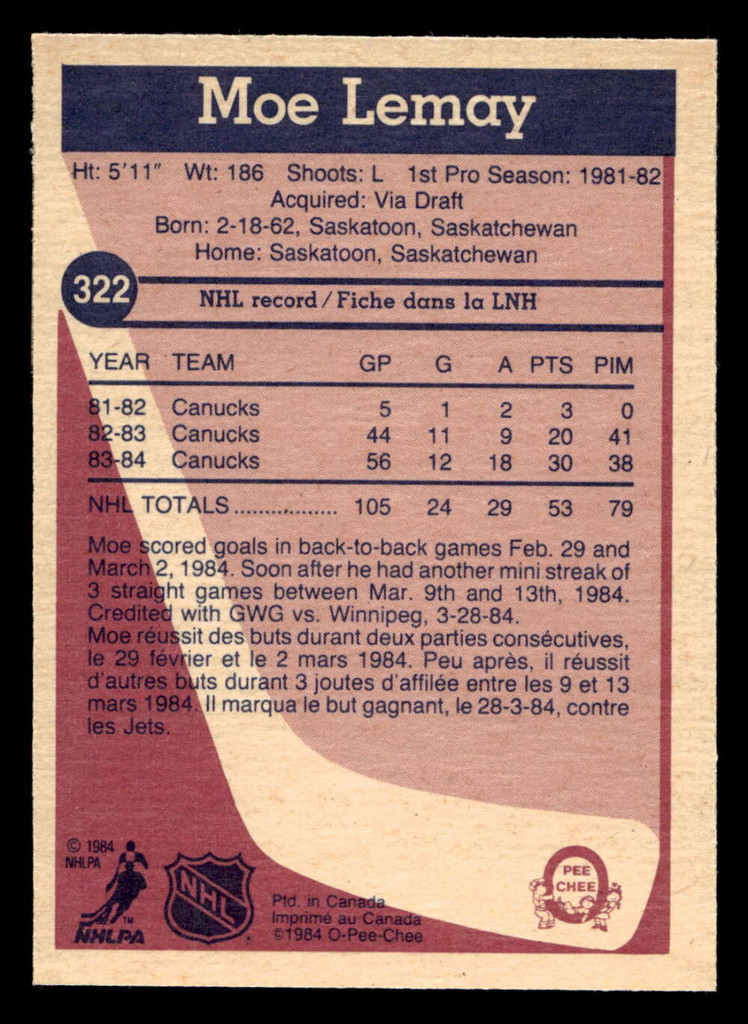 Moe Lemay
Ht: 5'11" Wt: 186 Shoots: L 1st Pro Season: 1981-82
Acquired: Via Draft
Born: 2-18-62, Saskatoon, Saskatchewan
Home: Saskatoon, Saskatchewan
322
NHL record / Fiche dans la LNH
YEAR TEAM GP G A PTS PIM
81-82 Canucks 5 1 2 3 0
82-83 Canucks 44 11 9 20 41
83-84 Canucks 56 12 18 30 38
NHL TOTALS................. 105 24 29 53 79
Moe scored goals in back-to-back games Feb. 29 and
March 2, 1984. Soon after he had another mini streak of
3 straight games between Mar. 9th and 13th, 1984.
Credited with GWG vs. Winnipeg, 3-28-84.
Moe réussit des buts durant deux parties consécutives,
le 29 février et le 2 mars 1984. Peu après, il réussit
d'autres buts durant 3 joutes d'affilée entre les 9 et 13
mars 1984. Il marqua le but gagnant, le 28-3-84, contre
les Jets.
© 1984
NHLPA
TM
NHLPA
NHL
Ptd. in Canada
Imprimé au Canada
©1984 O-Pee-Chee
PEE
CHEE